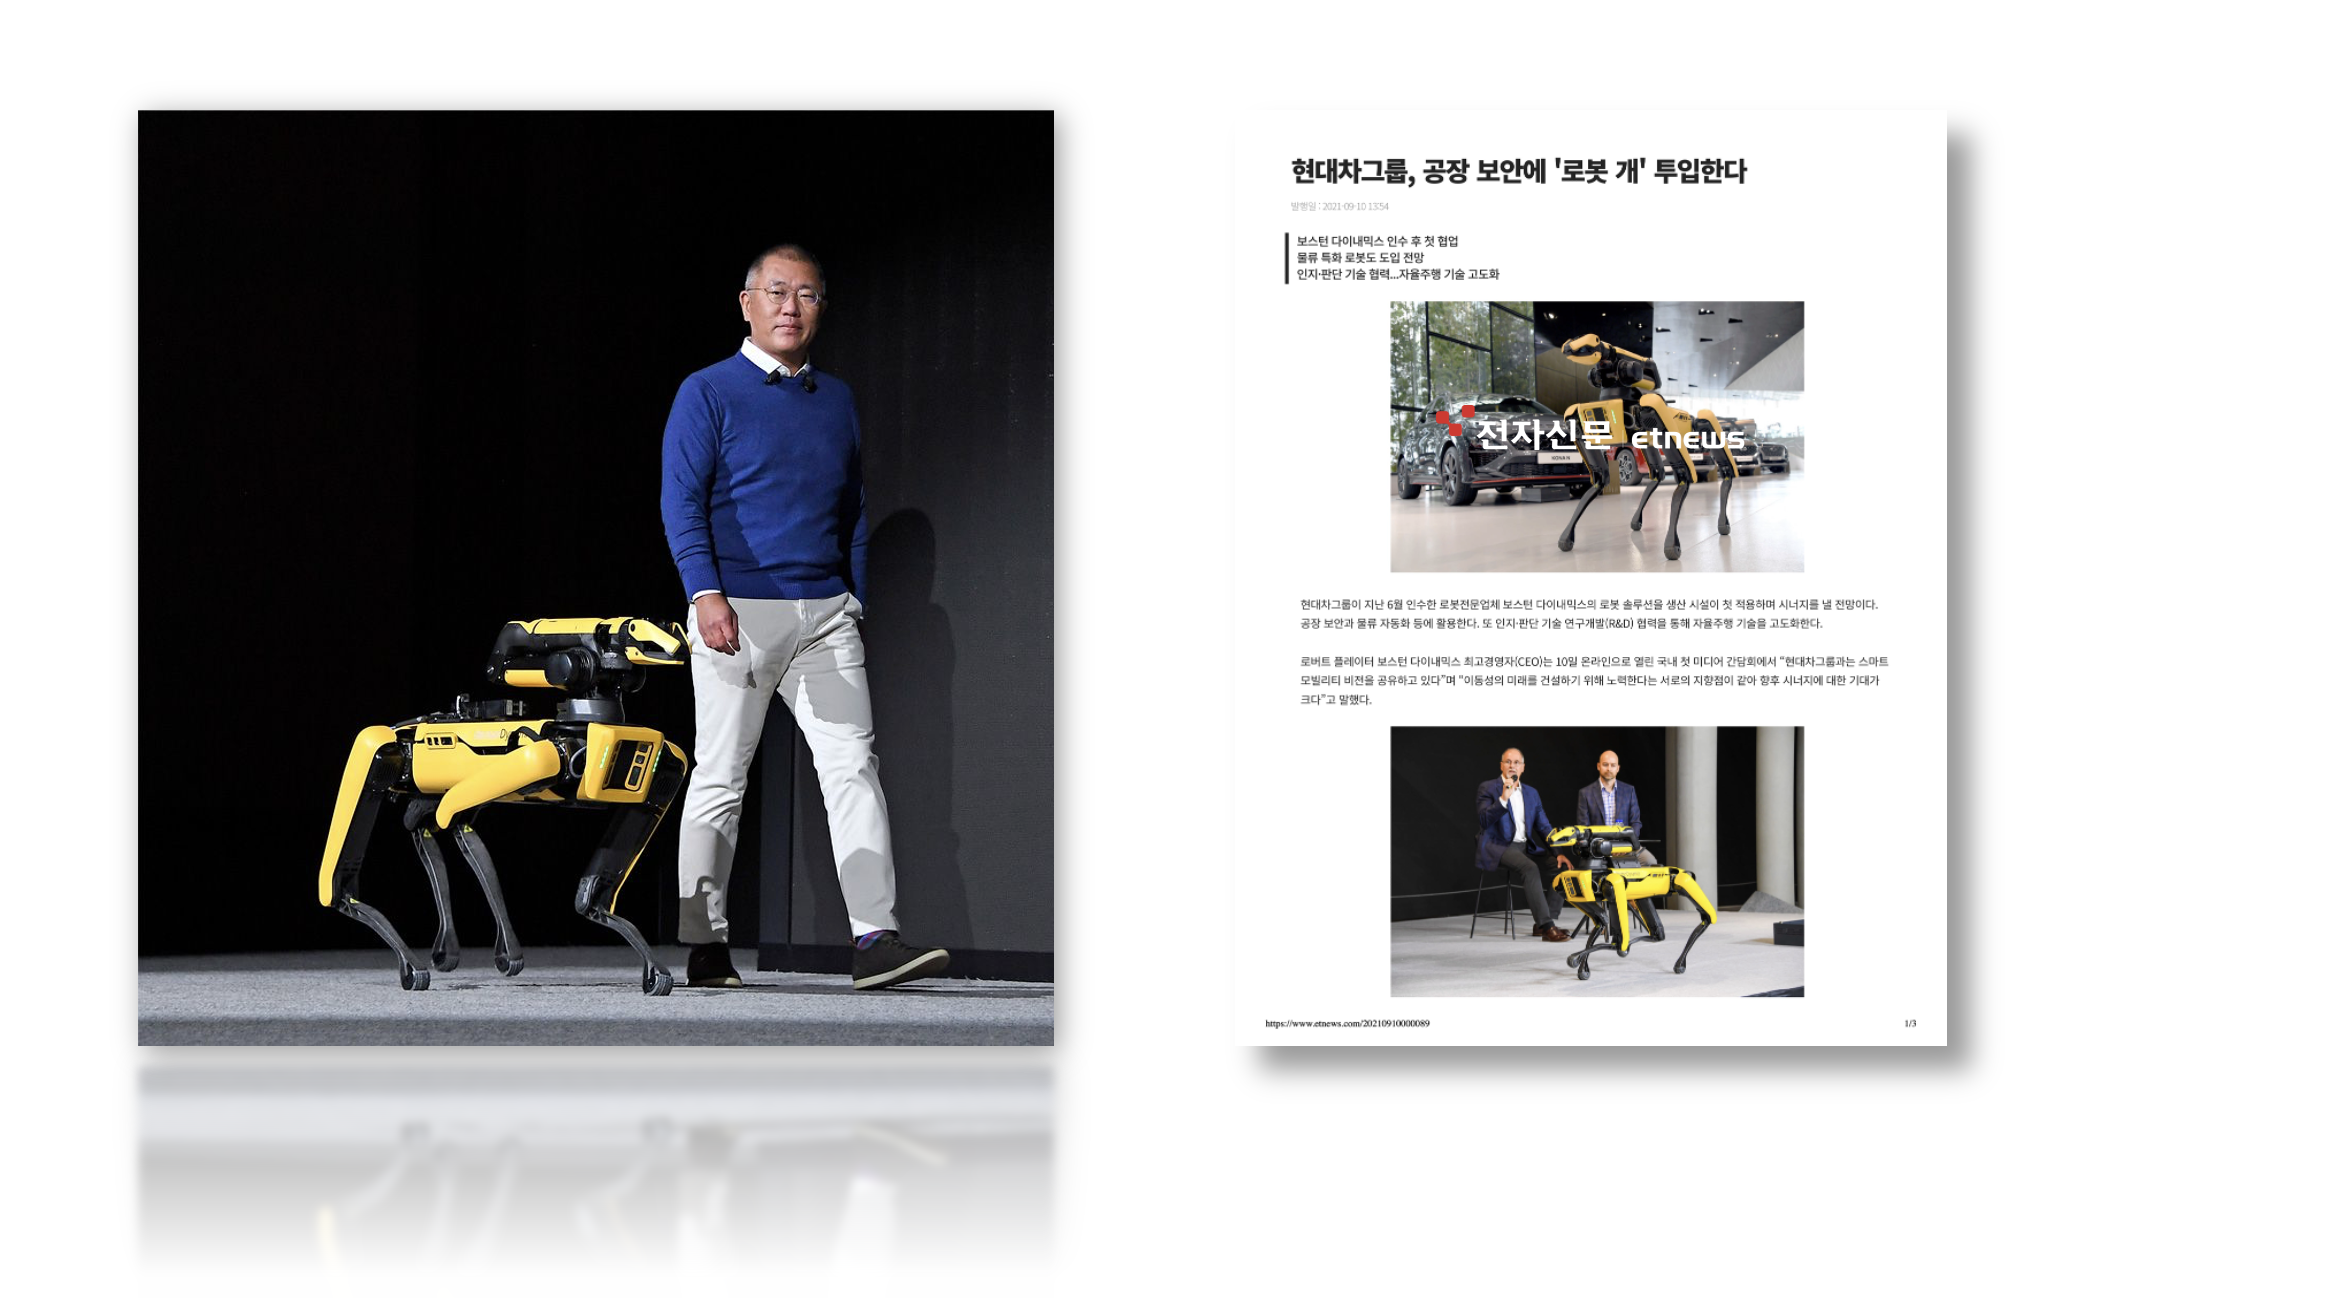 현대차그룹, 공장 보안에 '로봇 개' 투입한다
발행일 : 2021-09-10 13:54
보스턴 다이내믹스 인수 후 첫 협업
물류 특화 로봇도 도입 전망
인지·판단 기술 협력...자율주행 기술 고도화
전자신문 etnews
현대차그룹이 지난 6월 인수한 로봇전문업체 보스턴 다이내믹스의 로봇 솔루션을 생산 시설이 첫 적용하며 시너지를 낼 전망이다.
공장 보안과 물류 자동화 등에 활용한다. 또 인지·판단 기술 연구개발(R&D) 협력을 통해 자율주행 기술을 고도화한다.
로버트 플레이터 보스턴 다이내믹스 최고경영자(CEO)는 10일 온라인으로 열린 국내 첫 미디어 간담회에서 “현대차그룹과는 스마트
모빌리티 비전을 공유하고 있다”며 “이동성의 미래를 건설하기 위해 노력한다는 서로의 지향점이 같아 향후 시너지에 대한 기대가
크다”고 말했다.
https://www.etnews.com/20210910000089
1/3